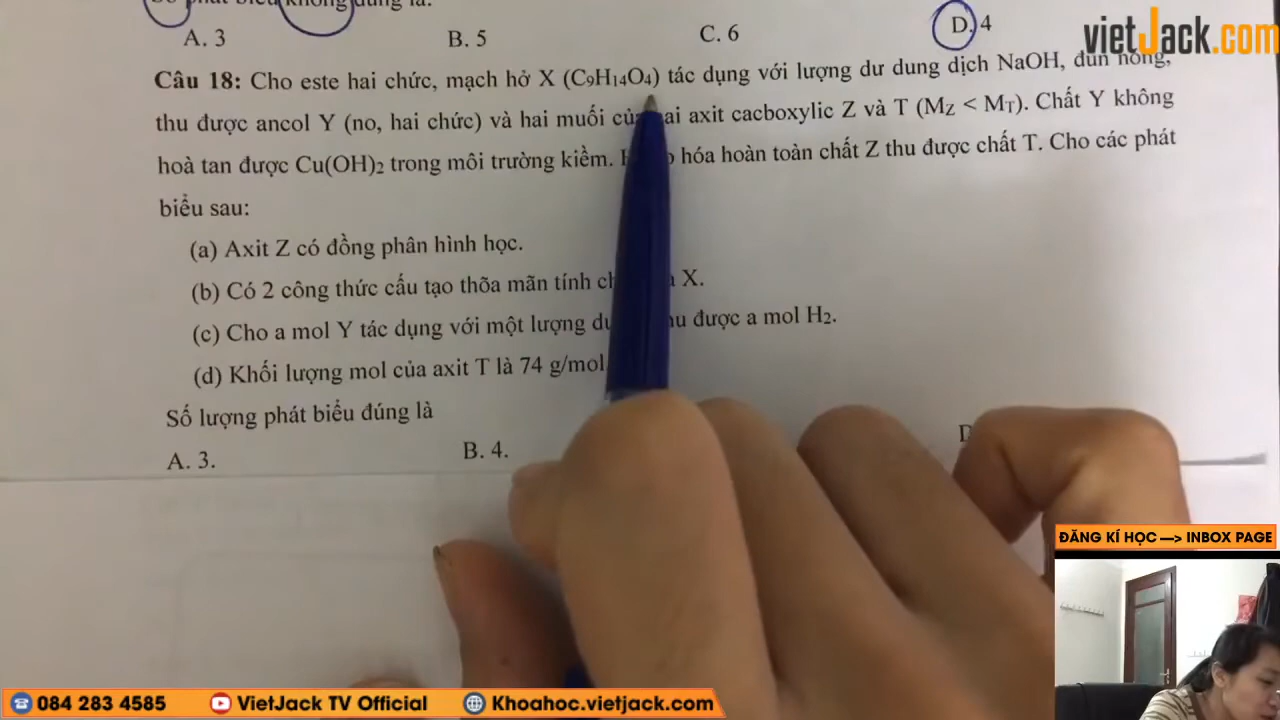 không đúng là:
A. 3 B. 5 C. 6 D. 4
vietJack.com
Câu 18: Cho este hai chức, mạch hở X (C₉H₁₄O₄) tác dụng với lượng dư dung dịch NaOH, đun nóng,
thu được ancol Y (no, hai chức) và hai muối của hai axit cacboxylic Z và T (M_Z < M_T). Chất Y không
hoà tan được Cu(OH)₂ trong môi trường kiềm. hóa hoàn toàn chất Z thu được chất T. Cho các phát
biểu sau:
(a) Axit Z có đồng phân hình học.
(b) Có 2 công thức cấu tạo thõa mãn tính X.
(c) Cho a mol Y tác dụng với một lượng được a mol H₂.
(d) Khối lượng mol của axit T là 74 g/mol
Số lượng phát biểu đúng là
A. 3. B. 4.
ĐĂNG KÍ HỌC —> INBOX PAGE
084 283 4585 VietJack TV Official Khoahoc.vietjack.com